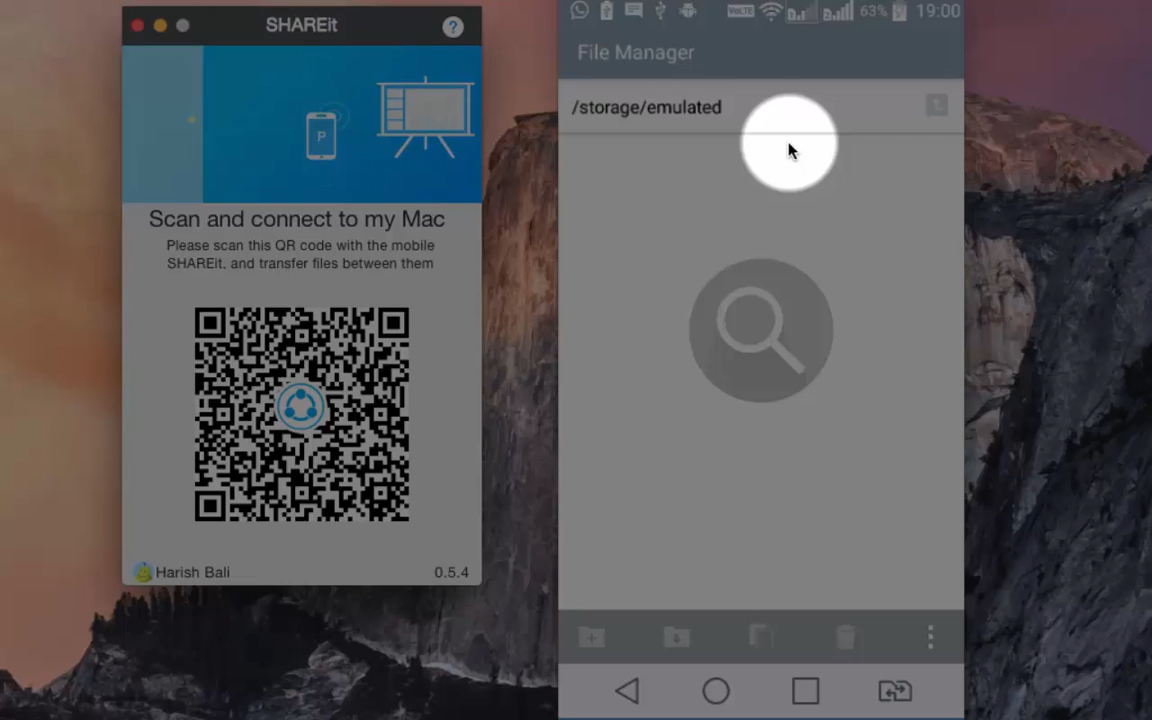 SHAREit
?
P
Scan and connect to my Mac
Please scan this QR code with the mobile
SHAREit, and transfer files between them
Harish Bali
0.5.4
VoLTE 63% 19:00
File Manager
/storage/emulated